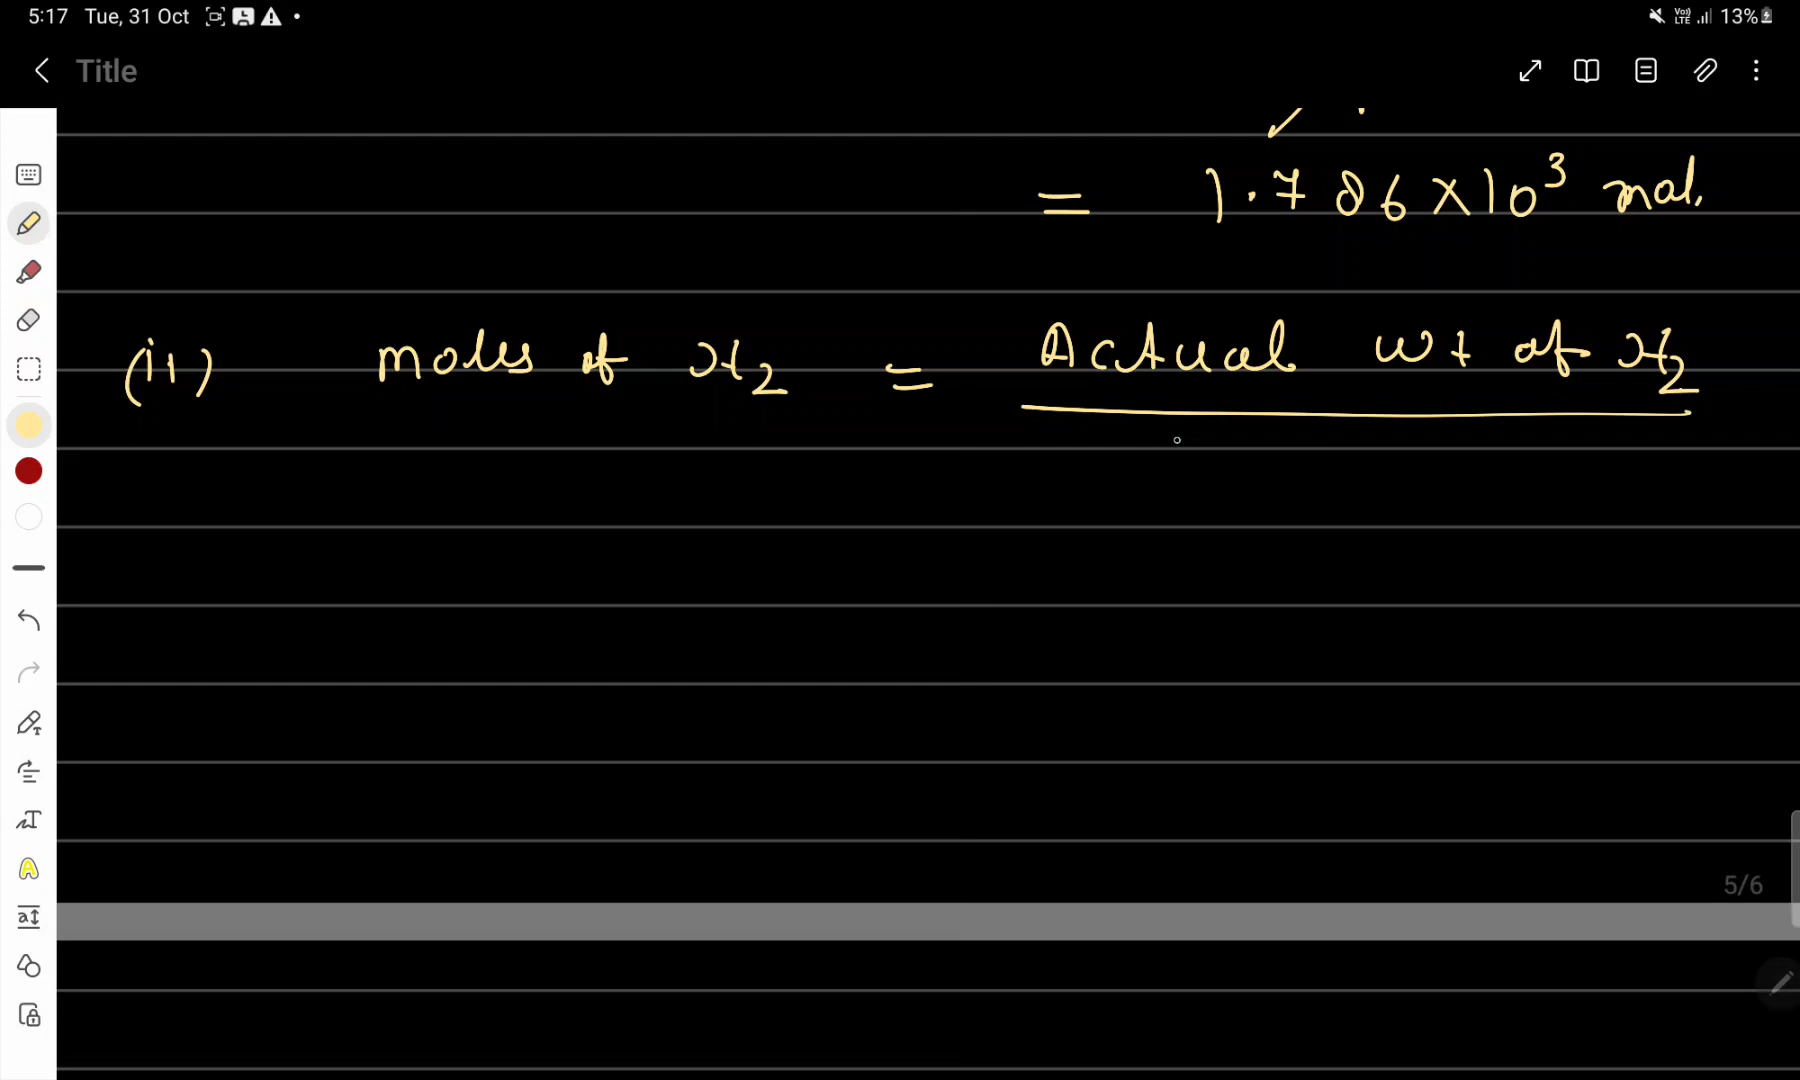 5:17 Tue, 31 Oct 13%
Title
= 1.786 × 10³ mol.
(ii) moles of H₂ = Actual wt of H₂
5/6